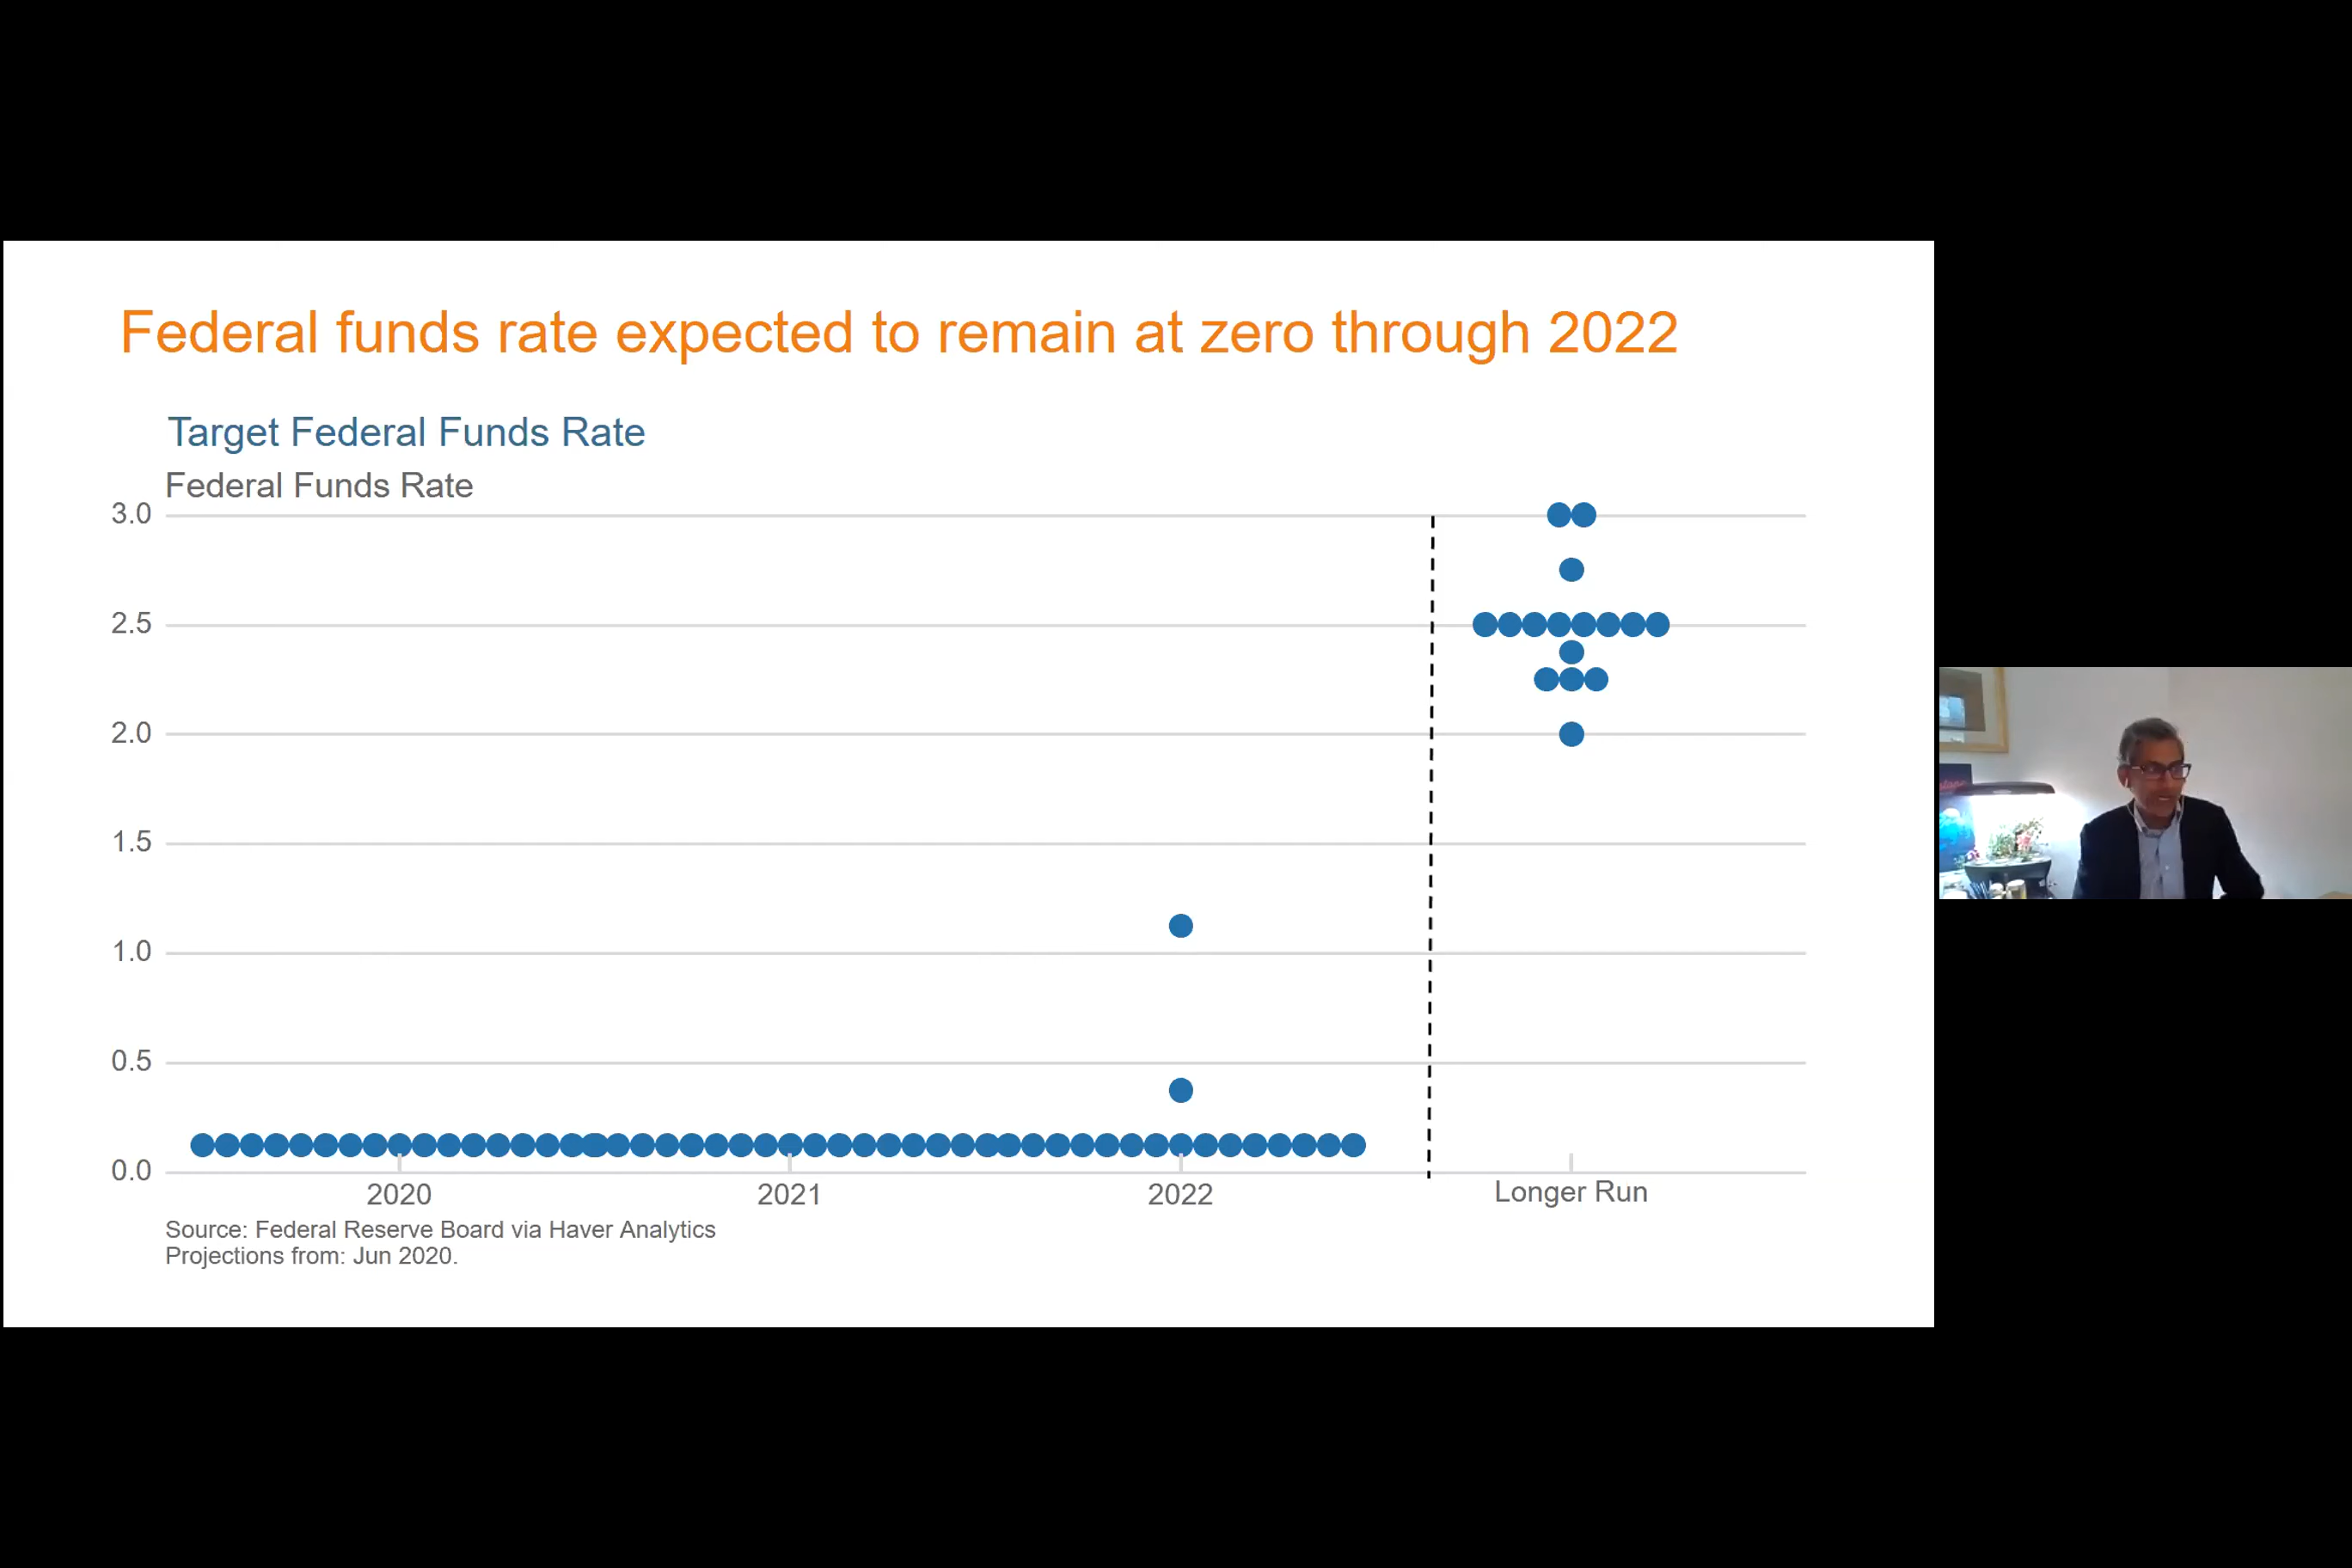 Federal funds rate expected to remain at zero through 2022
Target Federal Funds Rate
Federal Funds Rate
3.0
2.5
2.0
1.5
1.0
0.5
0.0
2020
2021
2022
Longer Run
Source: Federal Reserve Board via Haver Analytics
Projections from: Jun 2020.